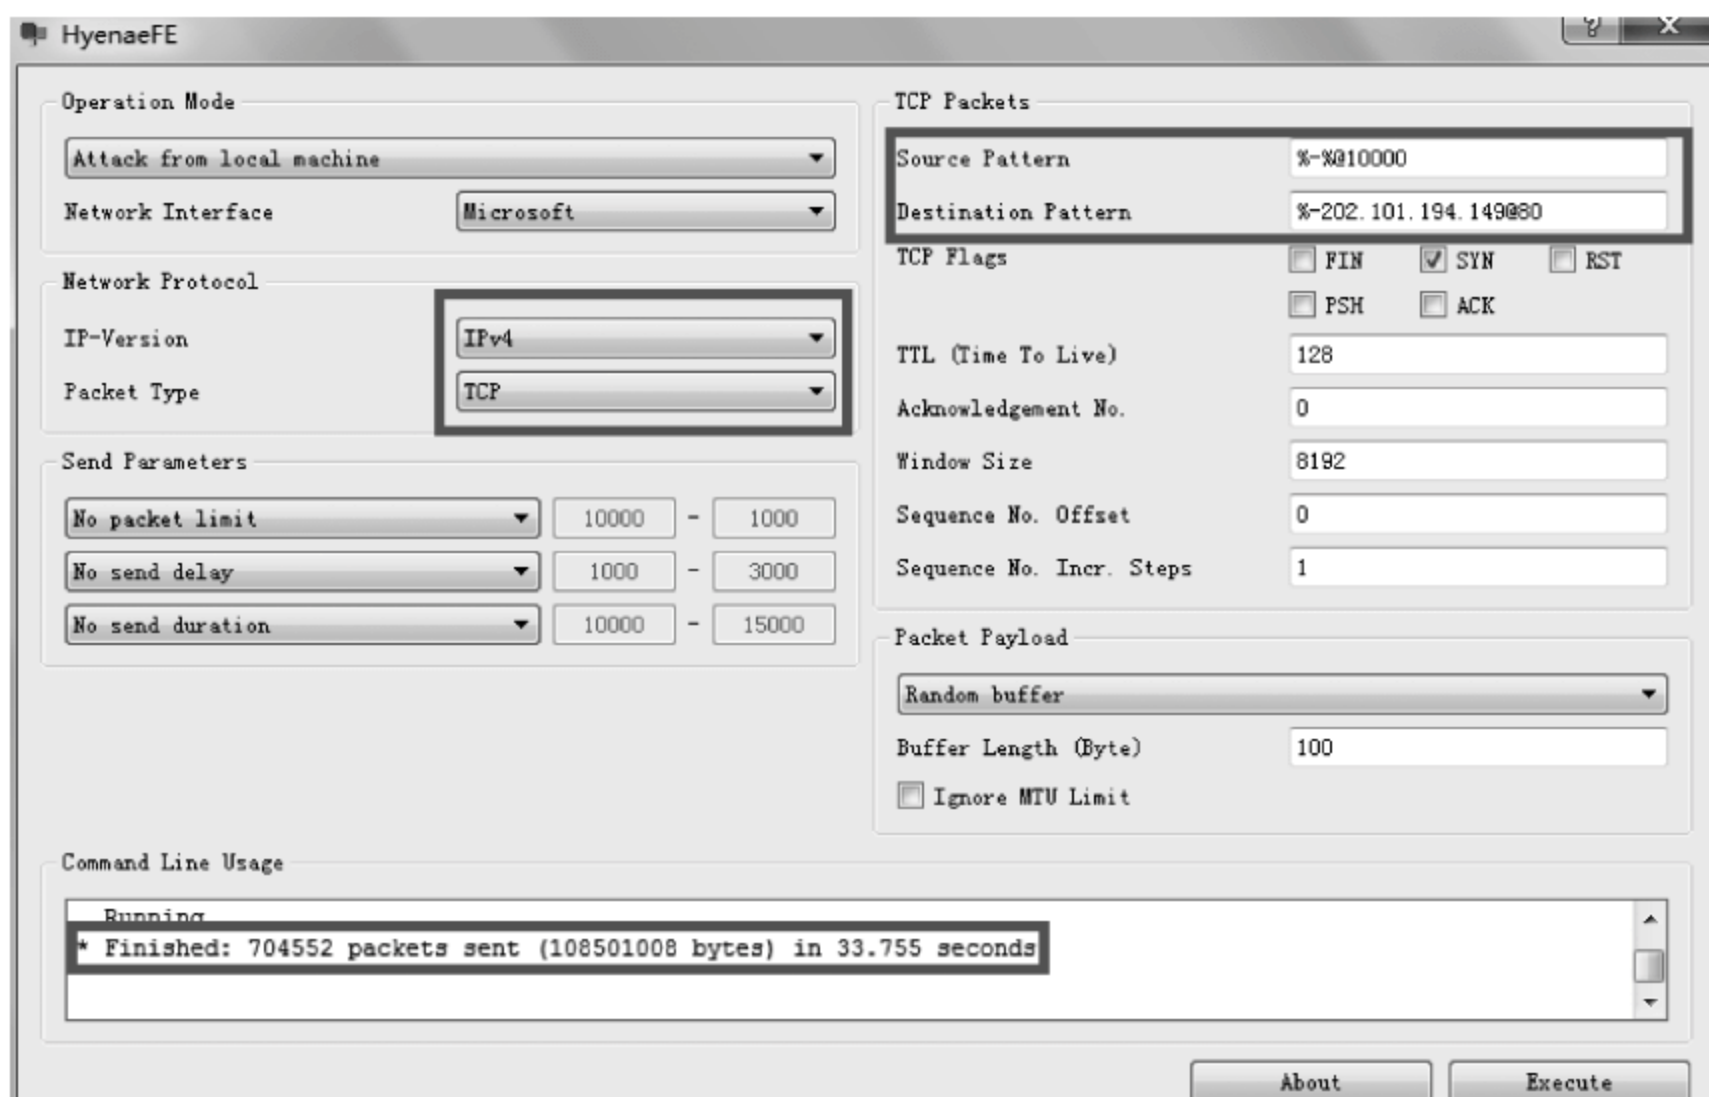 HyenaeFE
? X
Operation Mode
Attack from local machine
Network Interface Microsoft
Network Protocol
IP-Version IPv4
Packet Type TCP
Send Parameters
No packet limit 10000 - 1000
No send delay 1000 - 3000
No send duration 10000 - 15000
TCP Packets
Source Pattern %-%@10000
Destination Pattern %-202.101.194.149@80
TCP Flags FIN SYN RST
PSH ACK
TTL (Time To Live) 128
Acknowledgement No. 0
Window Size 8192
Sequence No. Offset 0
Sequence No. Incr. Steps 1
Packet Payload
Random buffer
Buffer Length (Byte) 100
Ignore MTU Limit
Command Line Usage
Running
* Finished: 704552 packets sent (108501008 bytes) in 33.755 seconds
About Execute